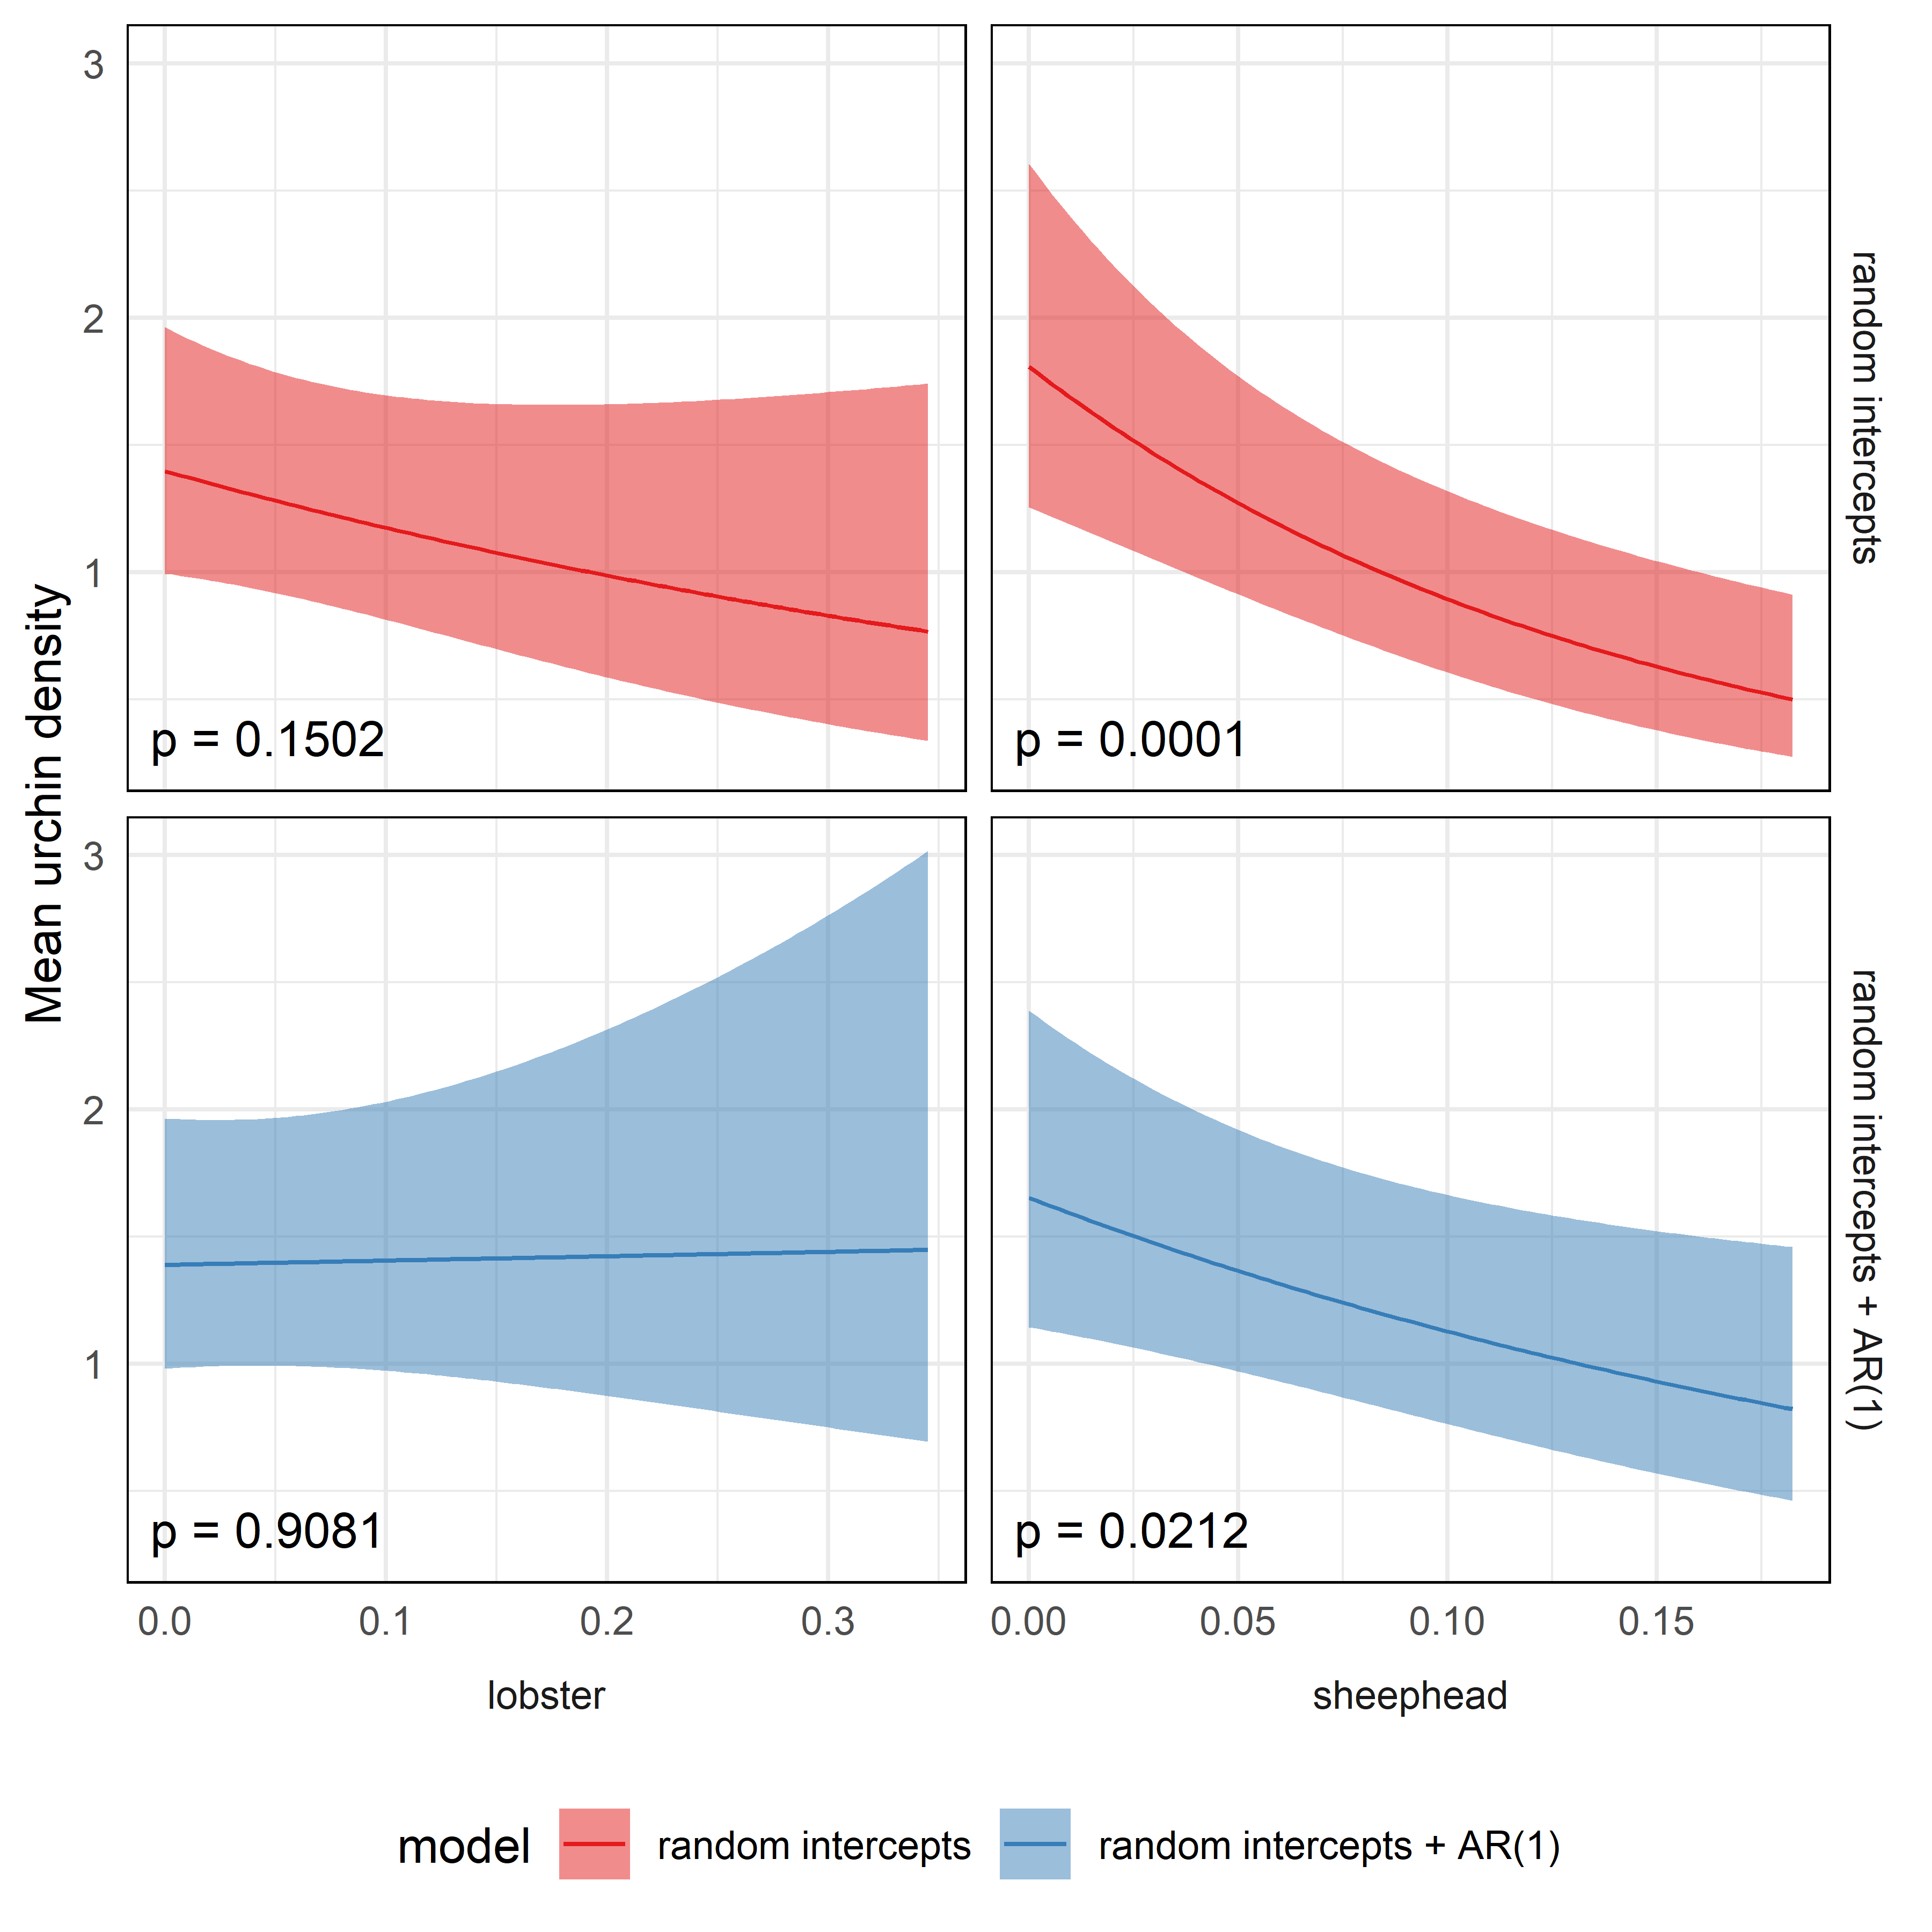 Mean urchin density
3
2
1
p = 0.1502
p = 0.0001
random intercepts
3
2
1
p = 0.9081
p = 0.0212
random intercepts + AR(1)
0.0 0.1 0.2 0.3
0.00 0.05 0.10 0.15
lobster
sheephead
model random intercepts random intercepts + AR(1)